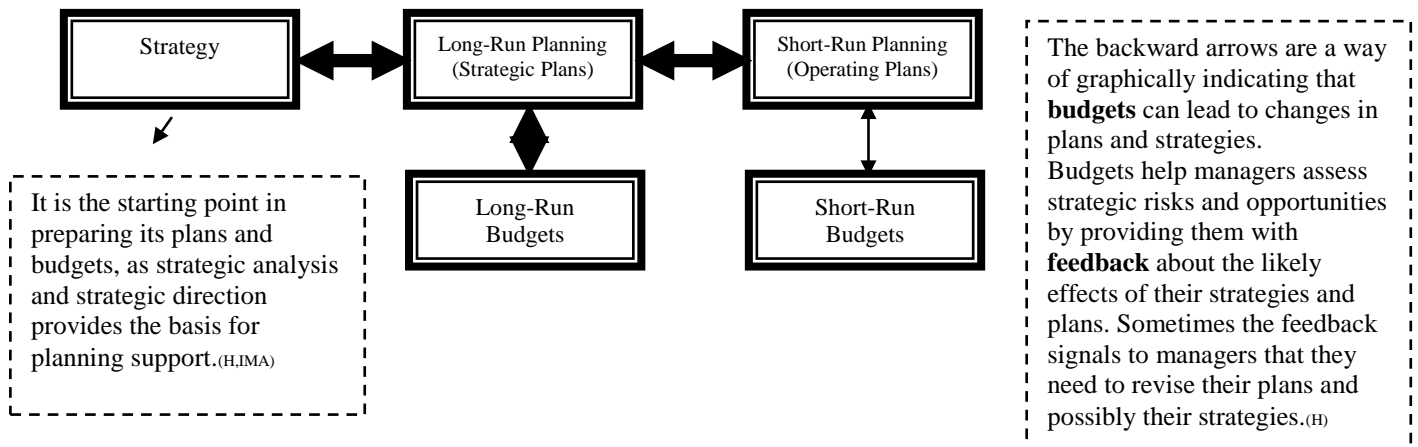 Strategy
Long-Run Planning
(Strategic Plans)
Short-Run Planning
(Operating Plans)
Long-Run
Budgets
Short-Run
Budgets
It is the starting point in
preparing its plans and
budgets, as strategic analysis
and strategic direction
provides the basis for
planning support.(H,IMA)
The backward arrows are a way
of graphically indicating that
budgets can lead to changes in
plans and strategies.
Budgets help managers assess
strategic risks and opportunities
by providing them with
feedback about the likely
effects of their strategies and
plans. Sometimes the feedback
signals to managers that they
need to revise their plans and
possibly their strategies.(H)